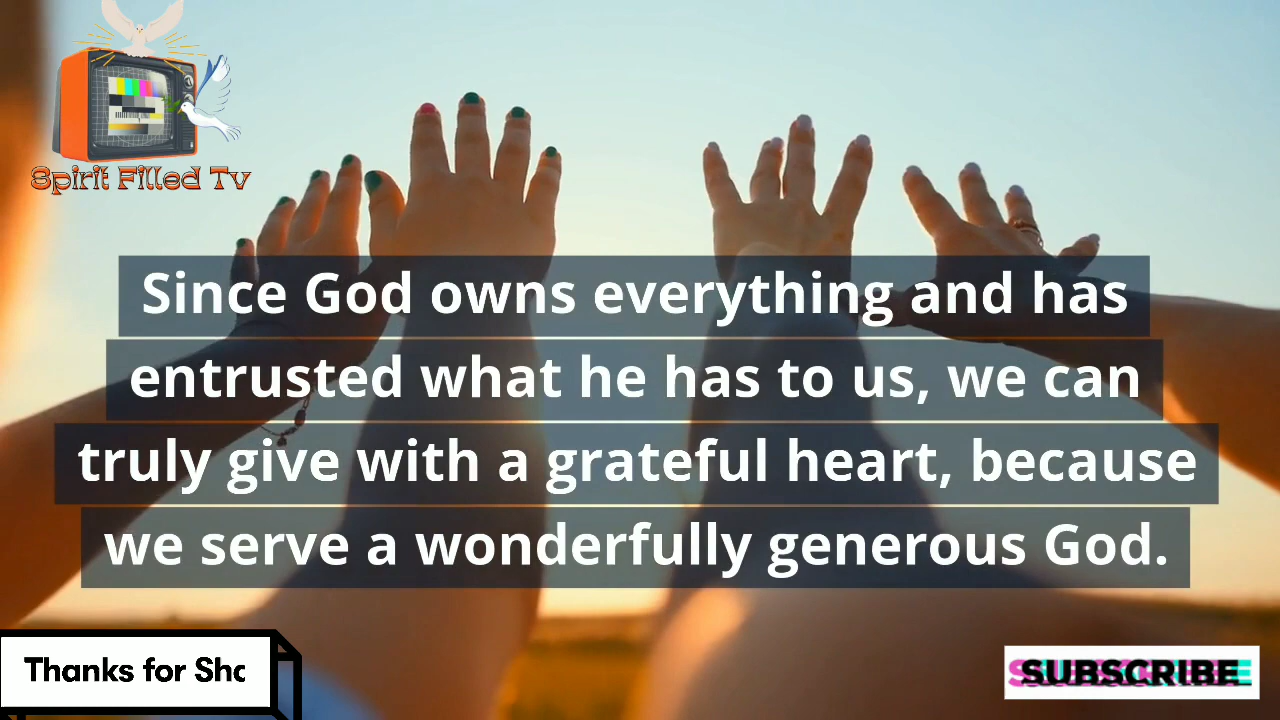 Spirit Filled Tv
Since God owns everything and has
entrusted what he has to us, we can
truly give with a grateful heart, because
we serve a wonderfully generous God.
Thanks for Sho
SUBSCRIBE